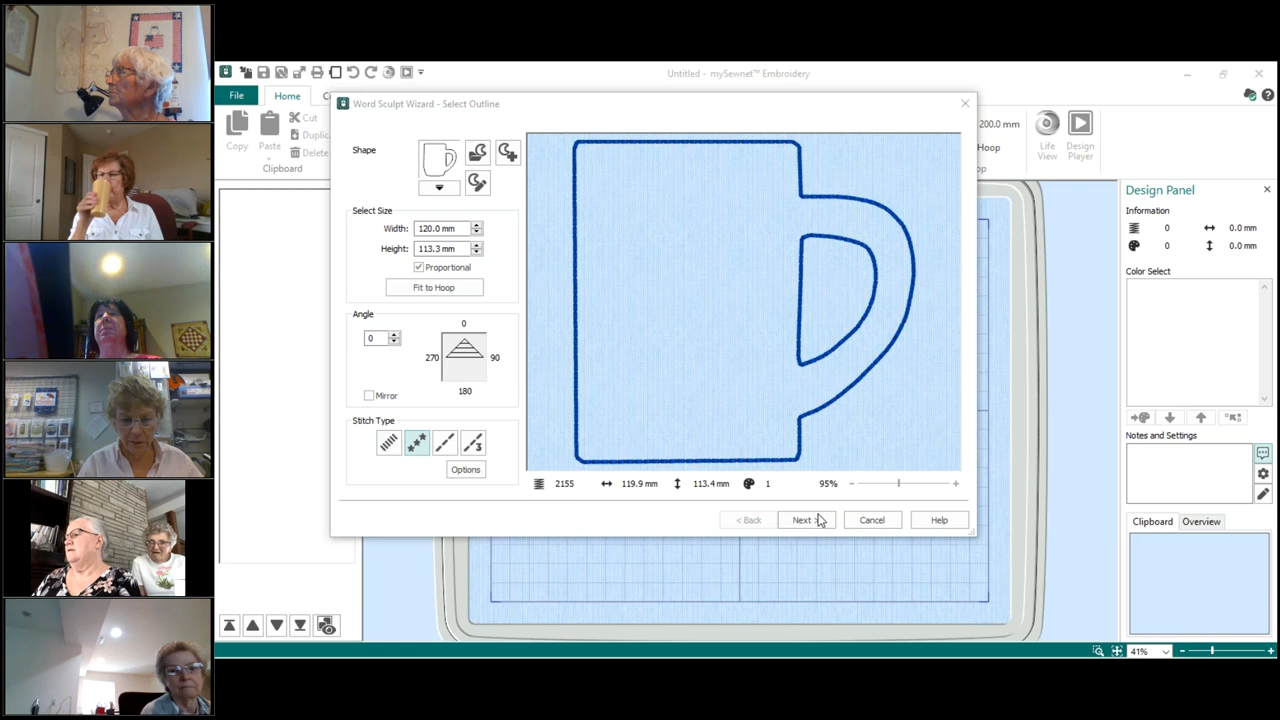 Untitled - mySewnet™ Embroidery
File
Home
Copy
Paste
Cut
Duplic
Delete
Clipboard
200.0 mm
Hoop
Life View
Design Player
Word Sculpt Wizard - Select Outline
Shape
Select Size
Width: 120.0 mm
Height: 113.3 mm
Proportional
Fit to Hoop
Angle
0
0
270
90
180
Mirror
Stitch Type
3
Options
2155
119.9 mm
113.4 mm
1
95%
< Back
Next >
Cancel
Help
Design Panel
Information
0
0.0 mm
0
0.0 mm
Color Select
Notes and Settings
Clipboard
Overview
41%